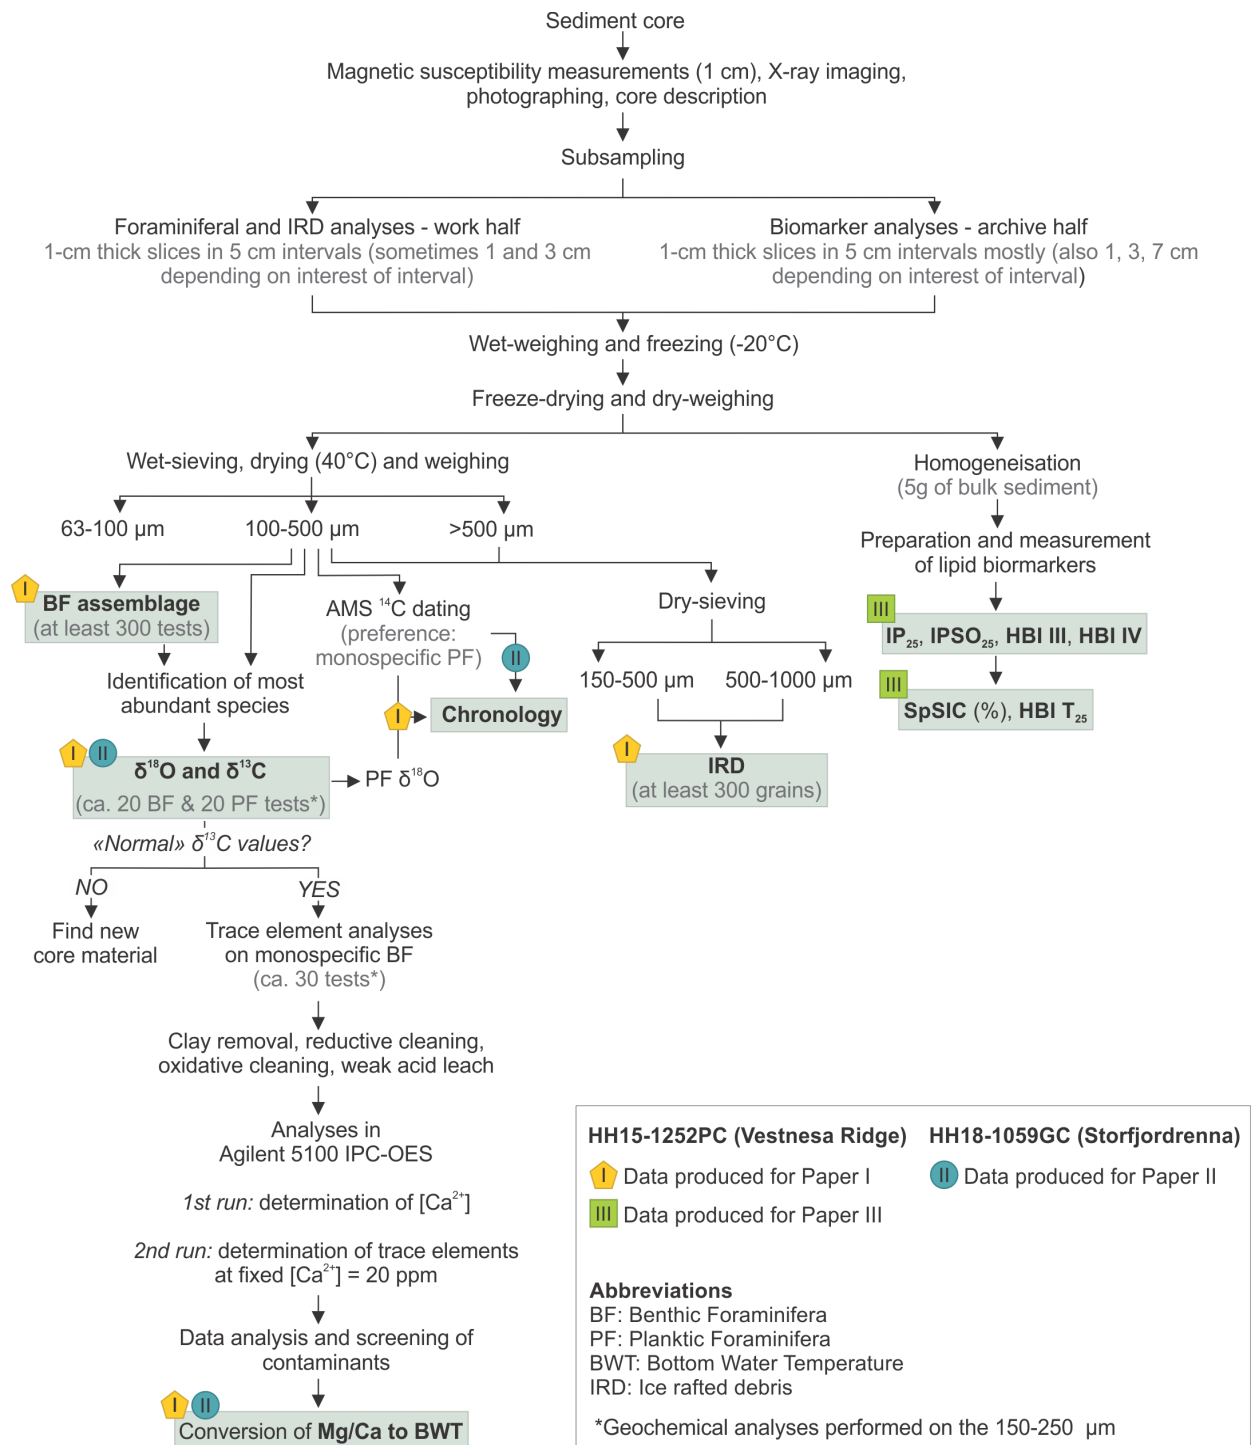 Sediment core
Magnetic susceptibility measurements (1 cm), X-ray imaging,
photographing, core description
Subsampling
Foraminiferal and IRD analyses - work half
1-cm thick slices in 5 cm intervals (sometimes 1 and 3 cm
depending on interest of interval)
Biomarker analyses - archive half
1-cm thick slices in 5 cm intervals mostly (also 1, 3, 7 cm
depending on interest of interval)
Wet-weighing and freezing (-20°C)
Freeze-drying and dry-weighing
Wet-sieving, drying (40°C) and weighing
63-100 µm
100-500 µm
>500 µm
Homogeneisation
(5g of bulk sediment)
Preparation and measurement
of lipid biomarkers
III
IP₂₅, IPSO₂₅, HBI III, HBI IV
III
SpSIC (%), HBI T₂₅
I
BF assemblage
(at least 300 tests)
Identification of most
abundant species
AMS ¹⁴C dating
(preference:
monospecific PF)
II
I
Chronology
Dry-sieving
150-500 µm
500-1000 µm
I
IRD
(at least 300 grains)
I II
δ¹⁸O and δ¹³C
(ca. 20 BF & 20 PF tests*)
PF δ¹⁸O
«Normal» δ¹³C values?
NO
YES
Find new
core material
Trace element analyses
on monospecific BF
(ca. 30 tests*)
Clay removal, reductive cleaning,
oxidative cleaning, weak acid leach
Analyses in
Agilent 5100 IPC-OES
1st run: determination of [Ca²⁺]
2nd run: determination of trace elements
at fixed [Ca²⁺] = 20 ppm
Data analysis and screening of
contaminants
I II
Conversion of Mg/Ca to BWT
HH15-1252PC (Vestnesa Ridge)
I Data produced for Paper I
III Data produced for Paper III
HH18-1059GC (Storfjordrenna)
II Data produced for Paper II
Abbreviations
BF: Benthic Foraminifera
PF: Planktic Foraminifera
BWT: Bottom Water Temperature
IRD: Ice rafted debris
*Geochemical analyses performed on the 150-250 µm